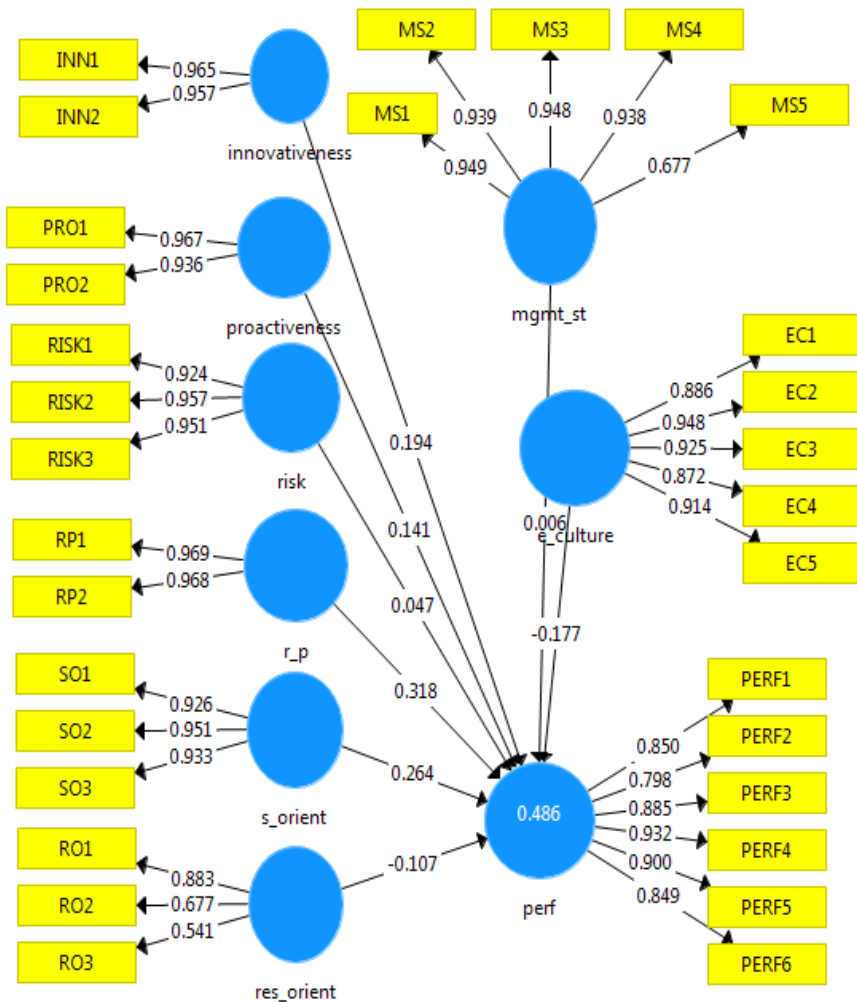 MS2
MS3
MS4
INN1
0.965
0.957
INN2
innovativeness
MS1
0.939
0.948
0.938
MS5
0.949
0.677
PRO1
0.967
0.936
PRO2
proactiveness
mgmt_st
RISK1
0.924
RISK2
0.957
0.951
RISK3
risk
EC1
0.886
EC2
0.948
0.925
EC3
0.872
EC4
0.914
EC5
e_culture
0.194
0.141
0.006
0.047
RP1
0.969
0.968
RP2
r_p
0.318
-0.177
SO1
0.926
SO2
0.951
0.933
SO3
s_orient
0.264
PERF1
0.850
PERF2
0.798
PERF3
0.885
0.932
PERF4
0.900
PERF5
0.849
PERF6
0.486
perf
RO1
0.883
RO2
0.677
0.541
RO3
res_orient
-0.107